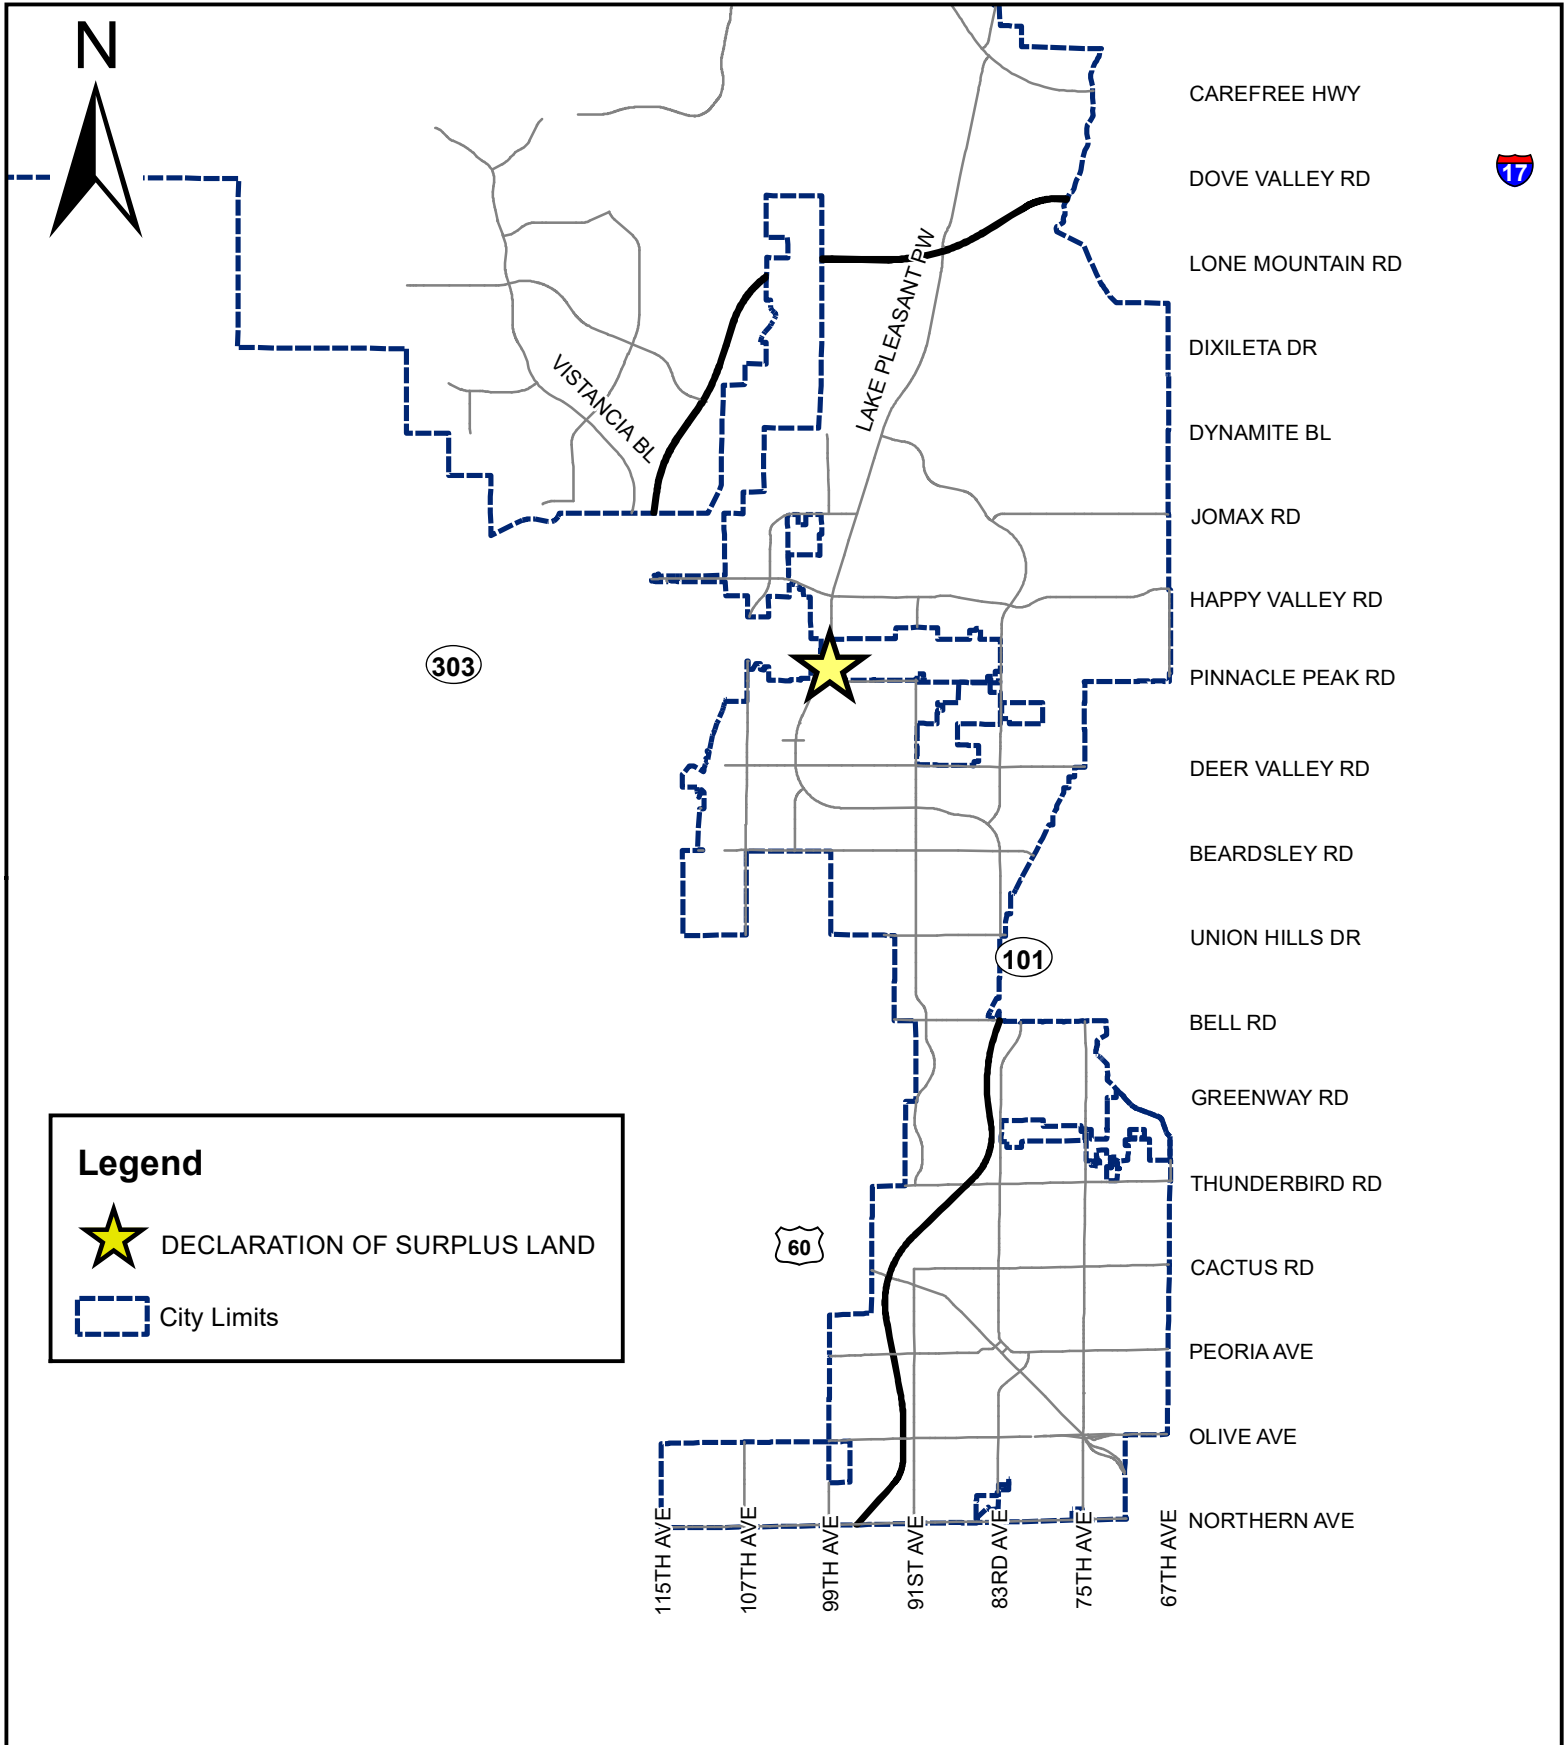 N
CAREFREE HWY
DOVE VALLEY RD
17
LONE MOUNTAIN RD
DIXILETA DR
DYNAMITE BL
JOMAX RD
HAPPY VALLEY RD
PINNACLE PEAK RD
DEER VALLEY RD
BEARDSLEY RD
UNION HILLS DR
BELL RD
GREENWAY RD
THUNDERBIRD RD
CACTUS RD
PEORIA AVE
OLIVE AVE
NORTHERN AVE
LAKE PLEASANT PW
VISTANCIA BL
303
101
60
Legend
DECLARATION OF SURPLUS LAND
City Limits
115TH AVE
107TH AVE
99TH AVE
91ST AVE
83RD AVE
75TH AVE
67TH AVE